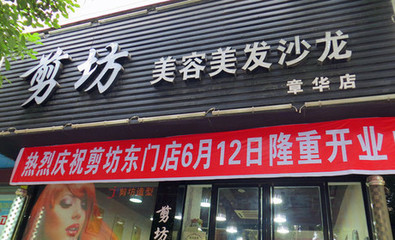 剪坊 美容美发沙龙
章华店
热烈庆祝剪坊东门店6月12日隆重开业
剪坊